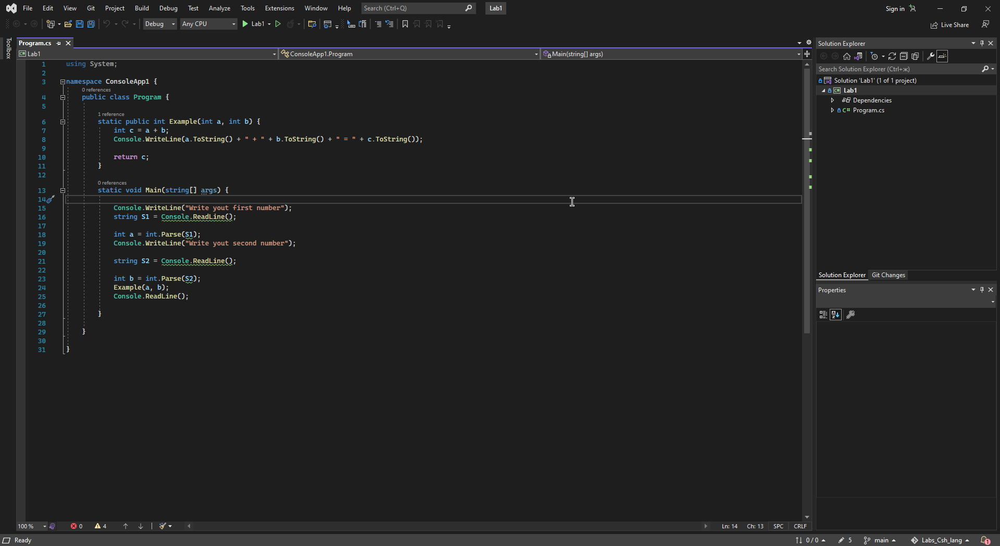 File Edit View Git Project Build Debug Test Analyze Tools Extensions Window Help Search (Ctrl+Q) Lab1 Sign in
Debug Any CPU Lab1 Live Share
Toolbox
Program.cs
Lab1 ConsoleApp1.Program Main(string[] args)
1 using System;
2
3 namespace ConsoleApp1 {
0 references
4 public class Program {
5
1 reference
6 static public int Example(int a, int b) {
7 int c = a + b;
8 Console.WriteLine(a.ToString() + " + " + b.ToString() + " = " + c.ToString());
9
10 return c;
11 }
12
0 references
13 static void Main(string[] args) {
14
15 Console.WriteLine("Write yout first number");
16 string S1 = Console.ReadLine();
17
18 int a = int.Parse(S1);
19 Console.WriteLine("Write yout second number");
20
21 string S2 = Console.ReadLine();
22
23 int b = int.Parse(S2);
24 Example(a, b);
25 Console.ReadLine();
26
27 }
28
29 }
30
31 }
Solution Explorer
Search Solution Explorer (Ctrl+ж)
Solution 'Lab1' (1 of 1 project)
C# Lab1
Dependencies
C# Program.cs
Solution Explorer Git Changes
Properties
100 % 0 4 Ln: 14 Ch: 13 SPC CRLF
Ready 0 / 0 5 main Labs_Csh_lang 1